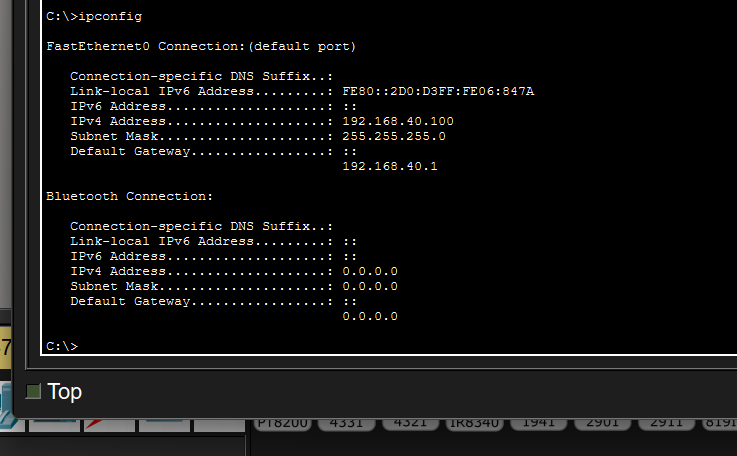 C:\>ipconfig
FastEthernet0 Connection:(default port)
Connection-specific DNS Suffix..:
Link-local IPv6 Address.........: FE80::2D0:D3FF:FE06:847A
IPv6 Address....................: ::
IPv4 Address....................: 192.168.40.100
Subnet Mask.....................: 255.255.255.0
Default Gateway.................: ::
192.168.40.1
Bluetooth Connection:
Connection-specific DNS Suffix..:
Link-local IPv6 Address.........: ::
IPv6 Address....................: ::
IPv4 Address....................: 0.0.0.0
Subnet Mask.....................: 0.0.0.0
Default Gateway.................: ::
0.0.0.0
C:\>
Top
PT8200 4331 4321 IR8340 1941 2901 2911